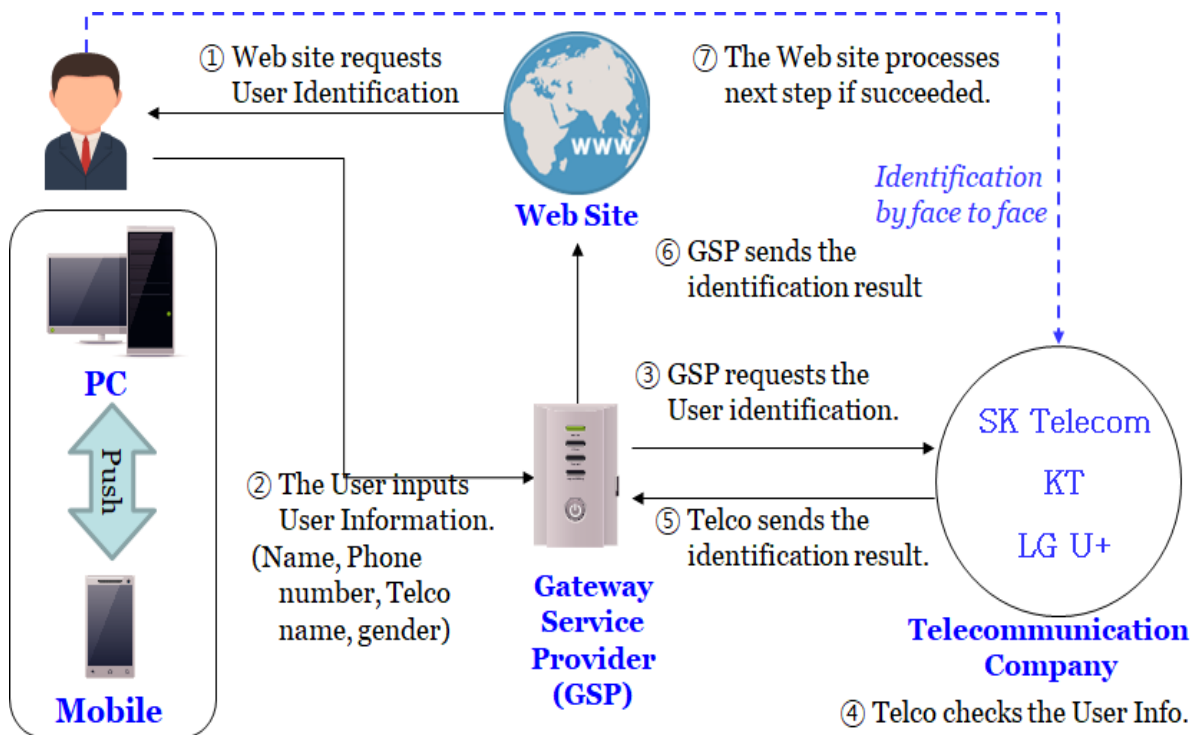 ① Web site requests
User Identification
WWW
Web Site
⑦ The Web site processes
next step if succeeded.
Identification
by face to face
⑥ GSP sends the
identification result
PC
Push
Mobile
② The User inputs
User Information.
(Name, Phone
number, Telco
name, gender)
③ GSP requests the
User identification.
⑤ Telco sends the
identification result.
Gateway
Service
Provider
(GSP)
SK Telecom
KT
LG U+
Telecommunication
Company
④ Telco checks the User Info.